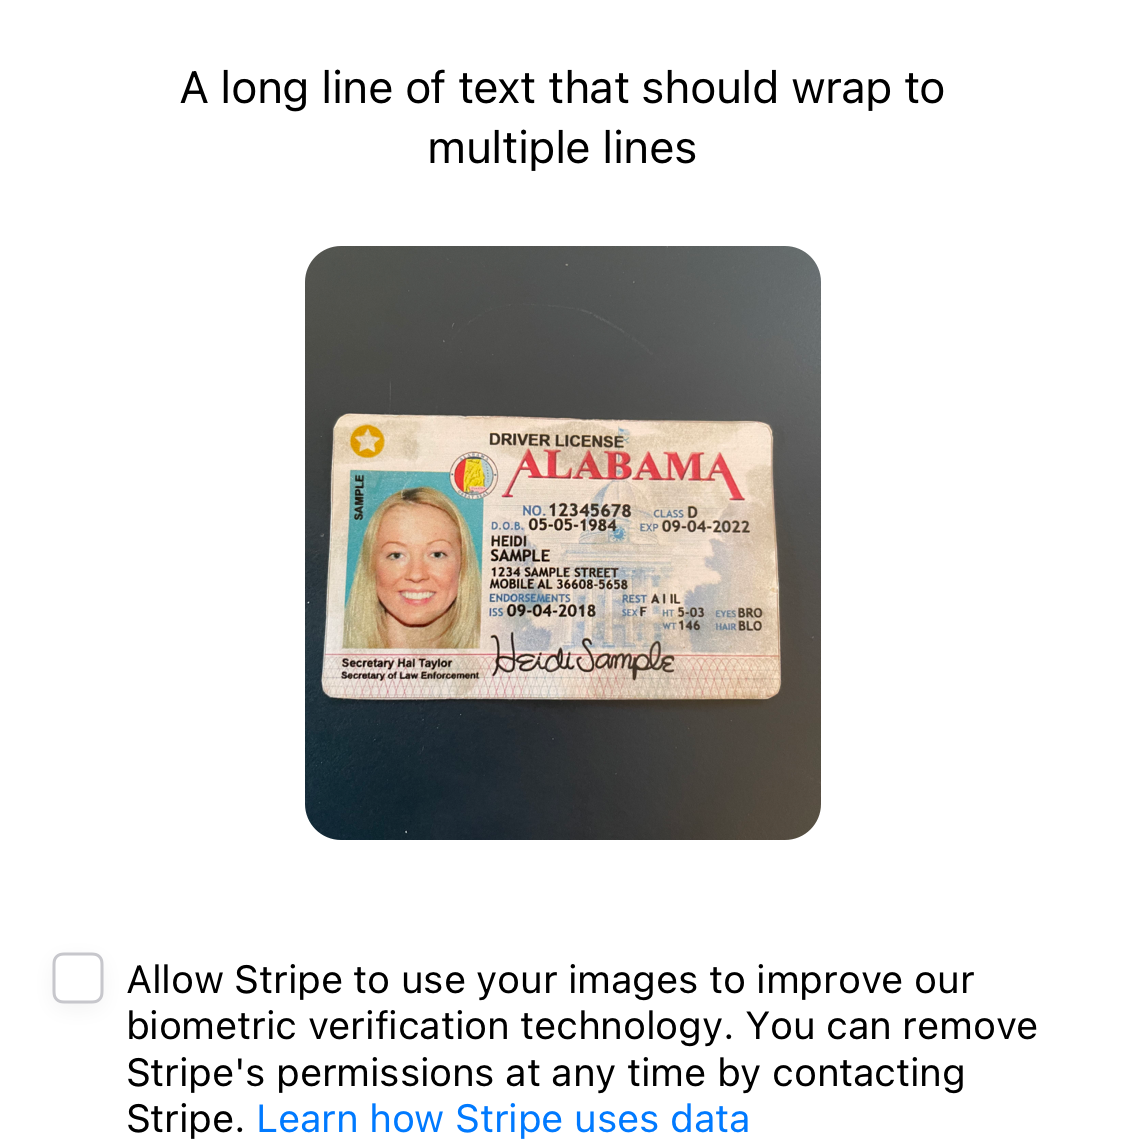 A long line of text that should wrap to
multiple lines
DRIVER LICENSE
ALABAMA
SAMPLE
NO. 12345678 CLASS D
D.O.B. 05-05-1984 EXP 09-04-2022
HEIDI
SAMPLE
1234 SAMPLE STREET
MOBILE AL 36608-5658
ENDORSEMENTS REST A I IL
ISS 09-04-2018 SEX F HT 5-03 EYES BRO
WT 146 HAIR BLO
Heidi Sample
Secretary Hal Taylor
Secretary of Law Enforcement
Allow Stripe to use your images to improve our
biometric verification technology. You can remove
Stripe's permissions at any time by contacting
Stripe. Learn how Stripe uses data